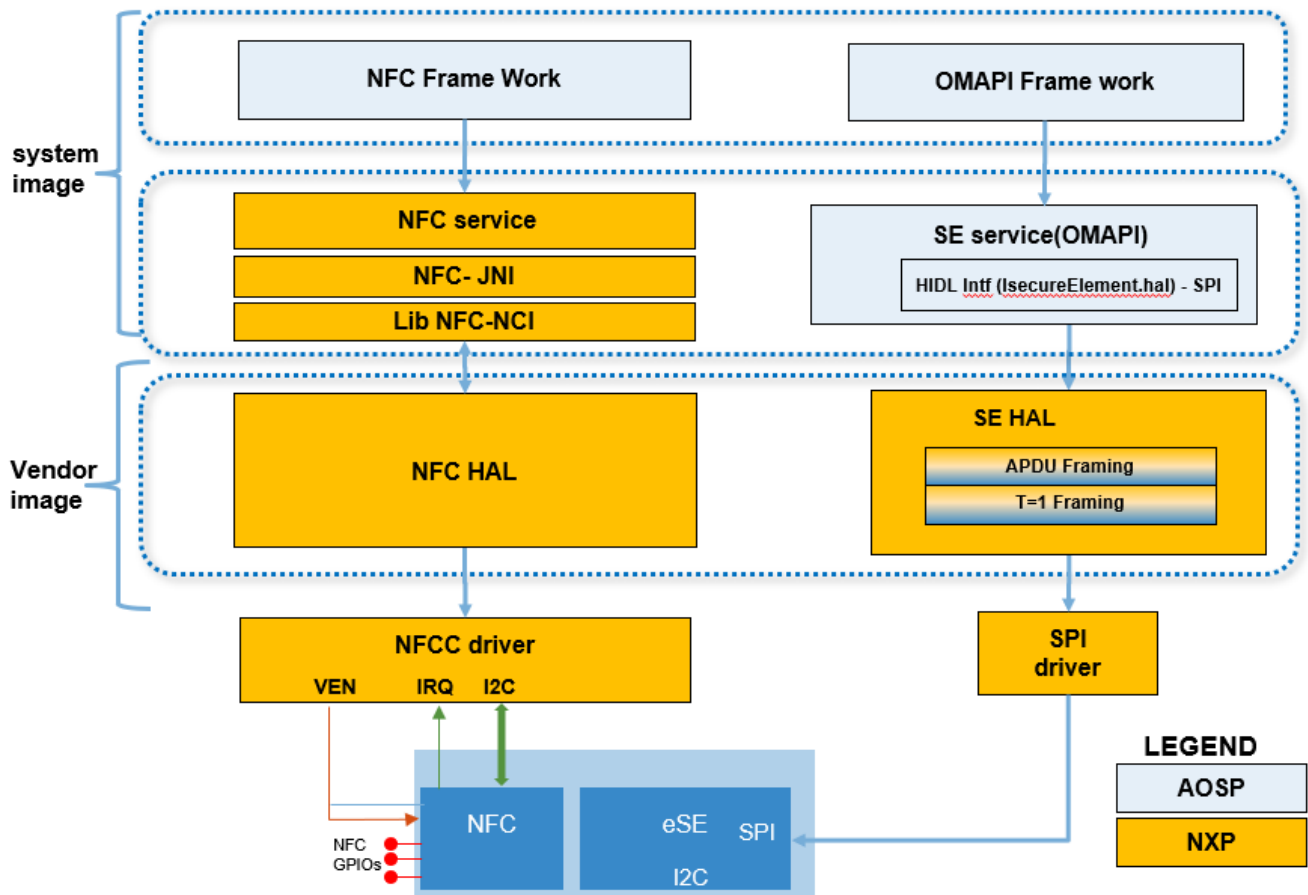 NFC Frame Work
OMAPI Frame work
system
image
NFC service
NFC- JNI
Lib NFC-NCI
SE service(OMAPI)
HIDL Intf (IsecureElement.hal) - SPI
Vendor
image
NFC HAL
SE HAL
APDU Framing
T=1 Framing
NFCC driver
VEN IRQ I2C
SPI
driver
NFC
eSE
SPI
I2C
NFC
GPIOs
LEGEND
AOSP
NXP